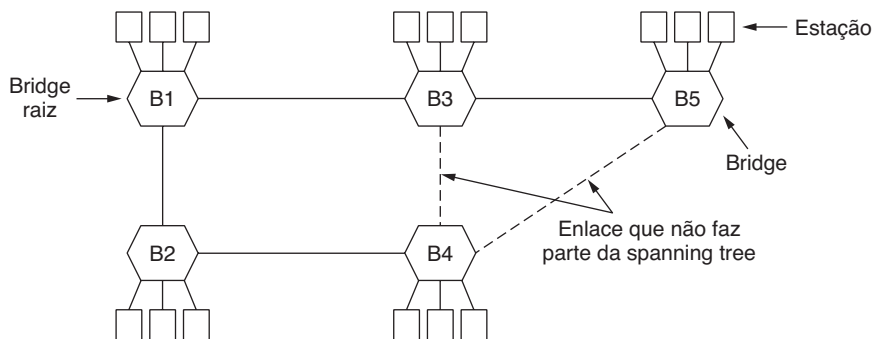 Estação
Bridge
raiz
B1
B3
B5
Bridge
Enlace que não faz
parte da spanning tree
B2
B4